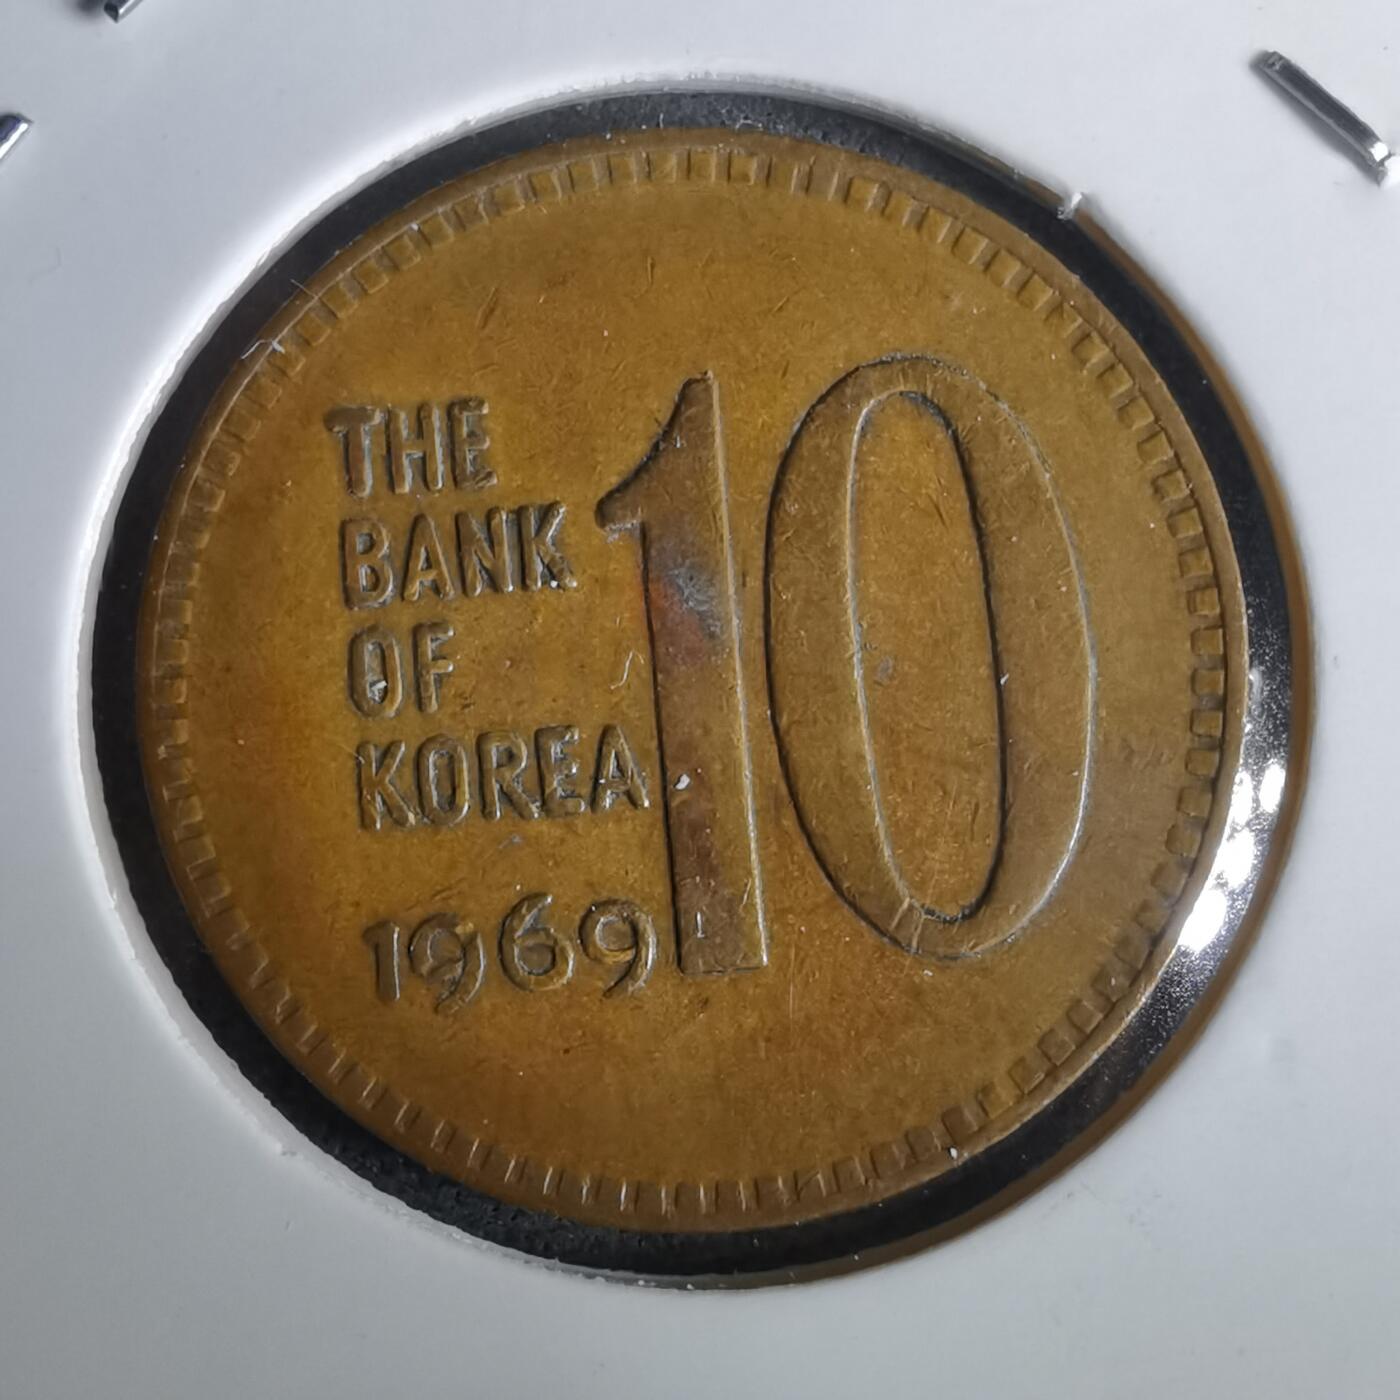 THE
BANK
OF
KOREA
1969
10